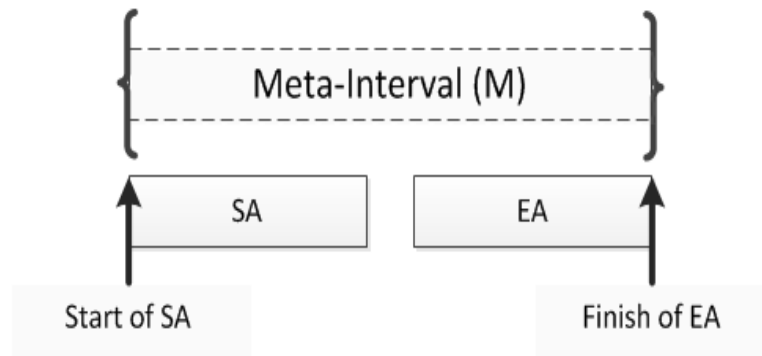 Meta-Interval (M)
SA
EA
Start of SA
Finish of EA